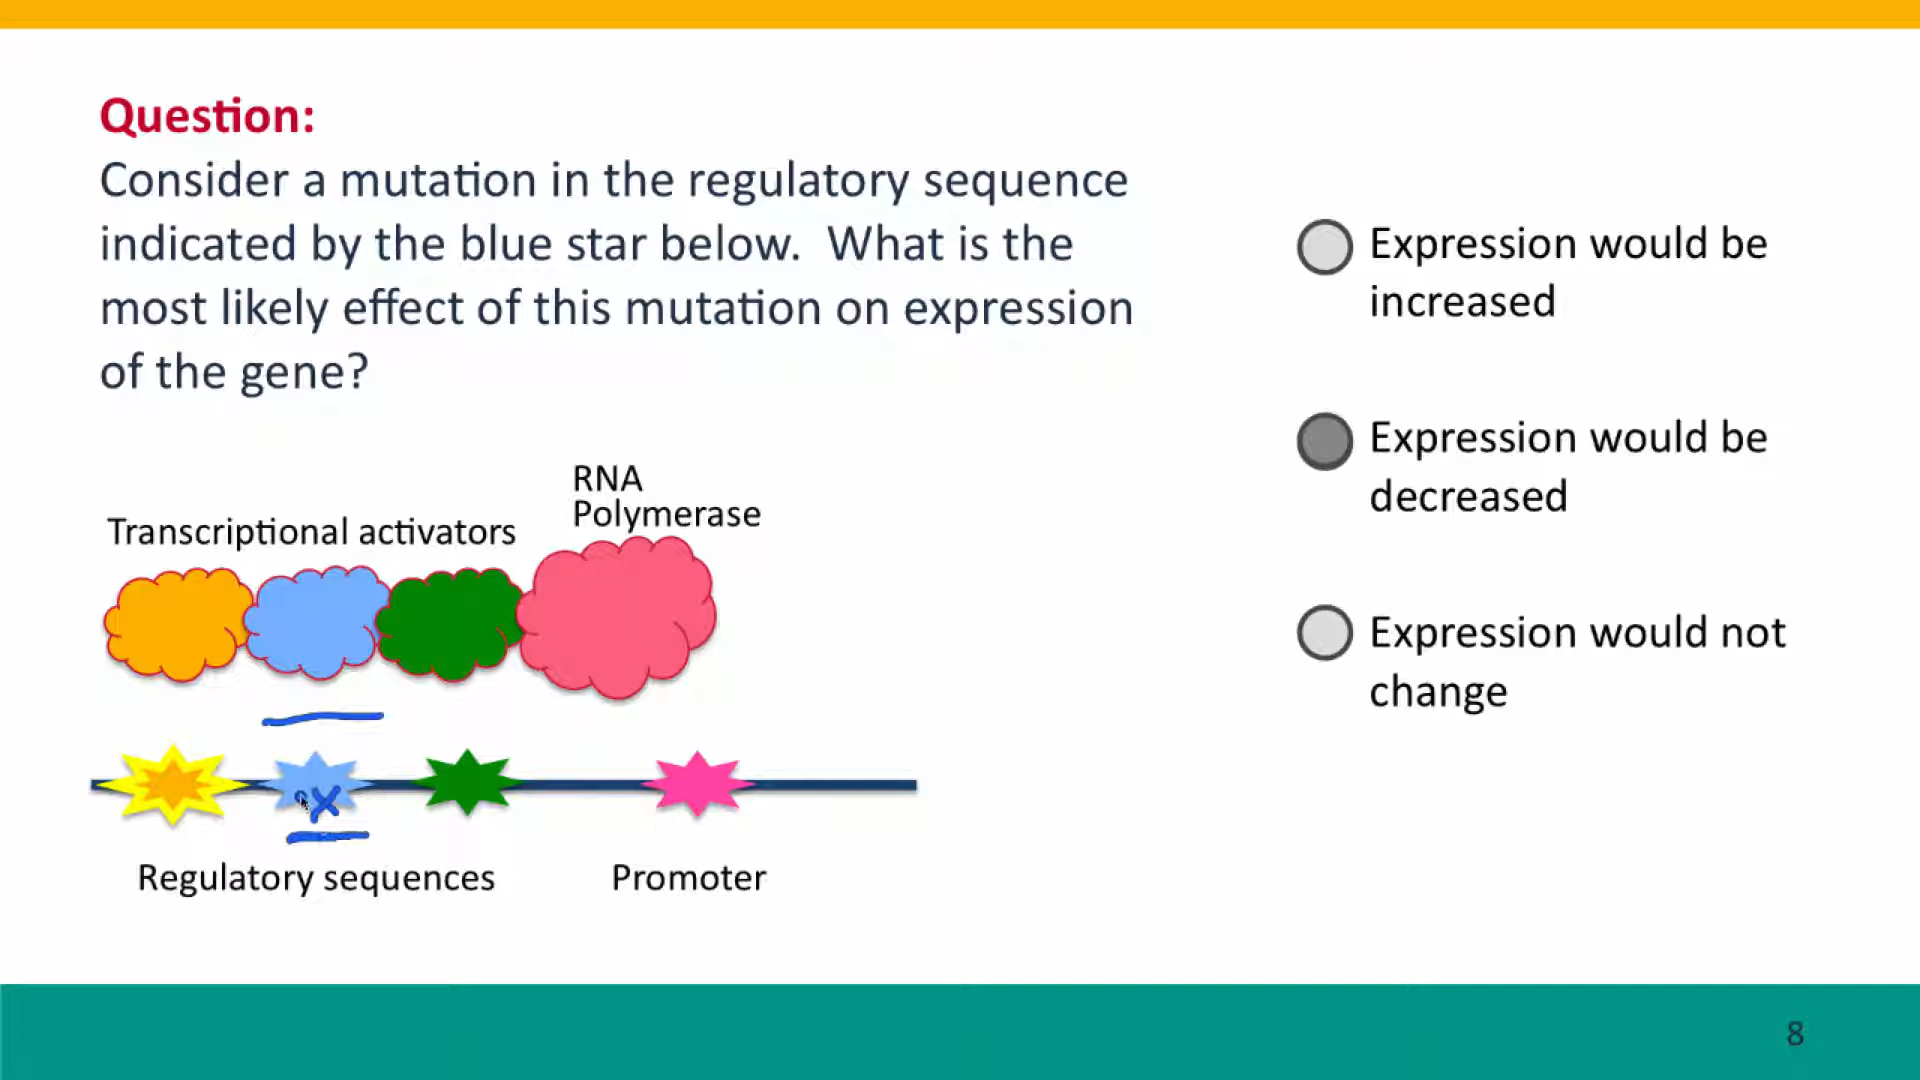 Question:
Consider a mutation in the regulatory sequence
indicated by the blue star below. What is the
most likely effect of this mutation on expression
of the gene?
Expression would be
increased
Expression would be
decreased
Expression would not
change
RNA
Polymerase
Transcriptional activators
X
Regulatory sequences
Promoter
8